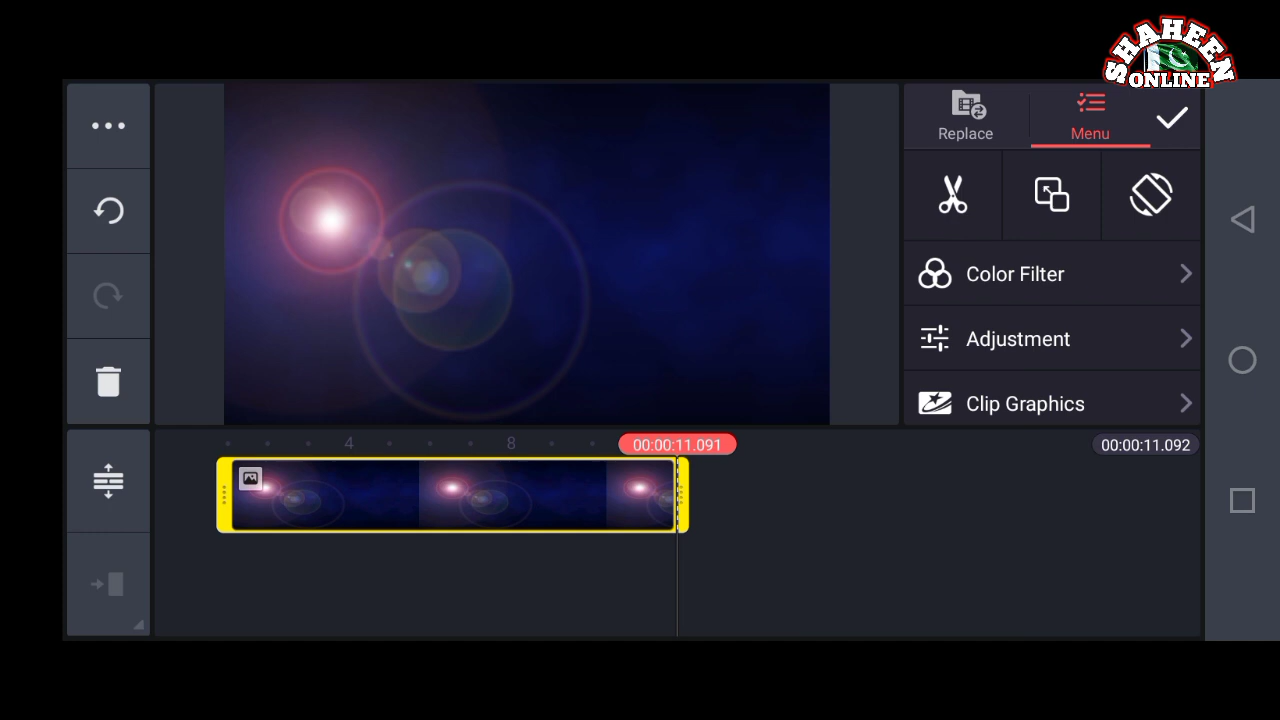 SHAHEEN
ONLINE
Replace
Menu
Color Filter
Adjustment
Clip Graphics
4
8
00:00:11.091
00:00:11.092